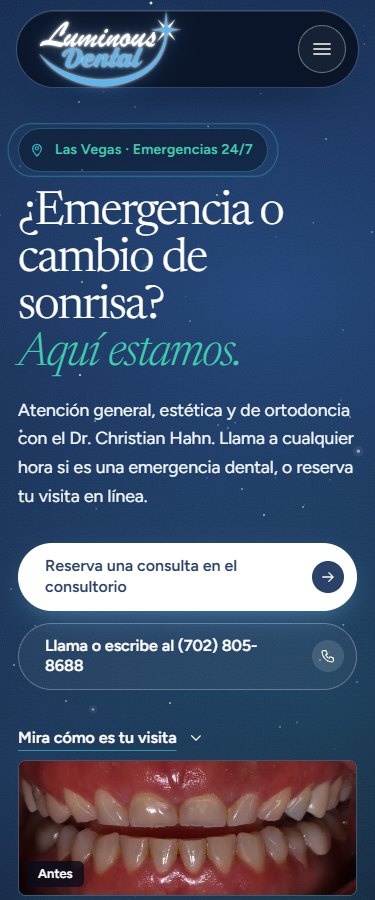 Luminous
Dental
Las Vegas · Emergencias 24/7
¿Emergencia o
cambio de
sonrisa?
Aquí estamos.
Atención general, estética y de ortodoncia
con el Dr. Christian Hahn. Llama a cualquier
hora si es una emergencia dental, o reserva
tu visita en línea.
Reserva una consulta en el
consultorio
Llama o escribe al (702) 805-
8688
Mira cómo es tu visita
Antes